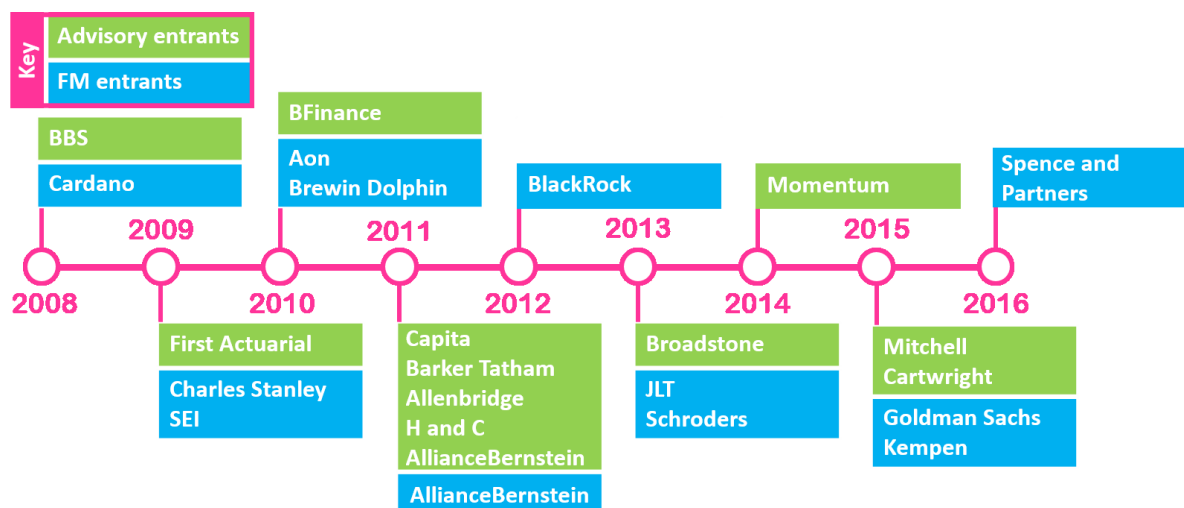 Key
Advisory entrants
FM entrants
BBS
Cardano
BFinance
Aon
Brewin Dolphin
BlackRock
Momentum
Spence and
Partners
2009
2011
2013
2015
2008
2010
2012
2014
2016
First Actuarial
Charles Stanley
SEI
Capita
Barker Tatham
Allenbridge
H and C
AllianceBernstein
AllianceBernstein
Broadstone
JLT
Schroders
Mitchell
Cartwright
Goldman Sachs
Kempen